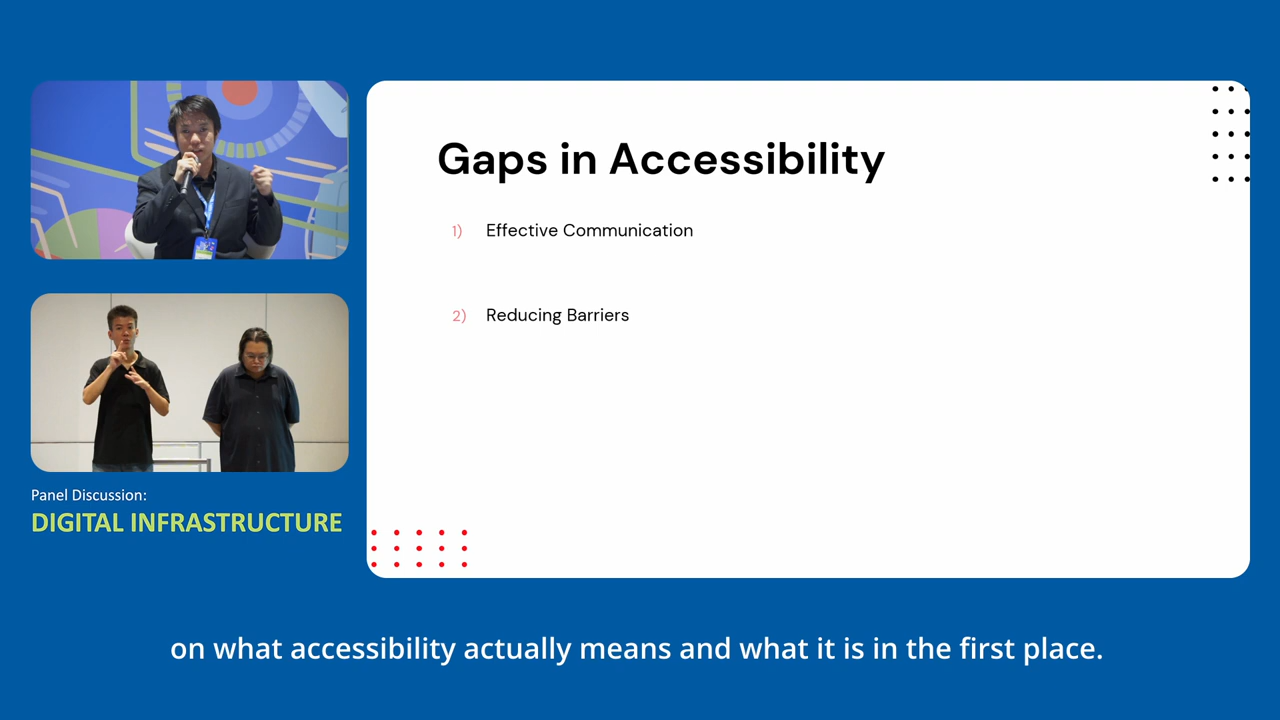 Gaps in Accessibility
1) Effective Communication
2) Reducing Barriers
Panel Discussion:
DIGITAL INFRASTRUCTURE
on what accessibility actually means and what it is in the first place.